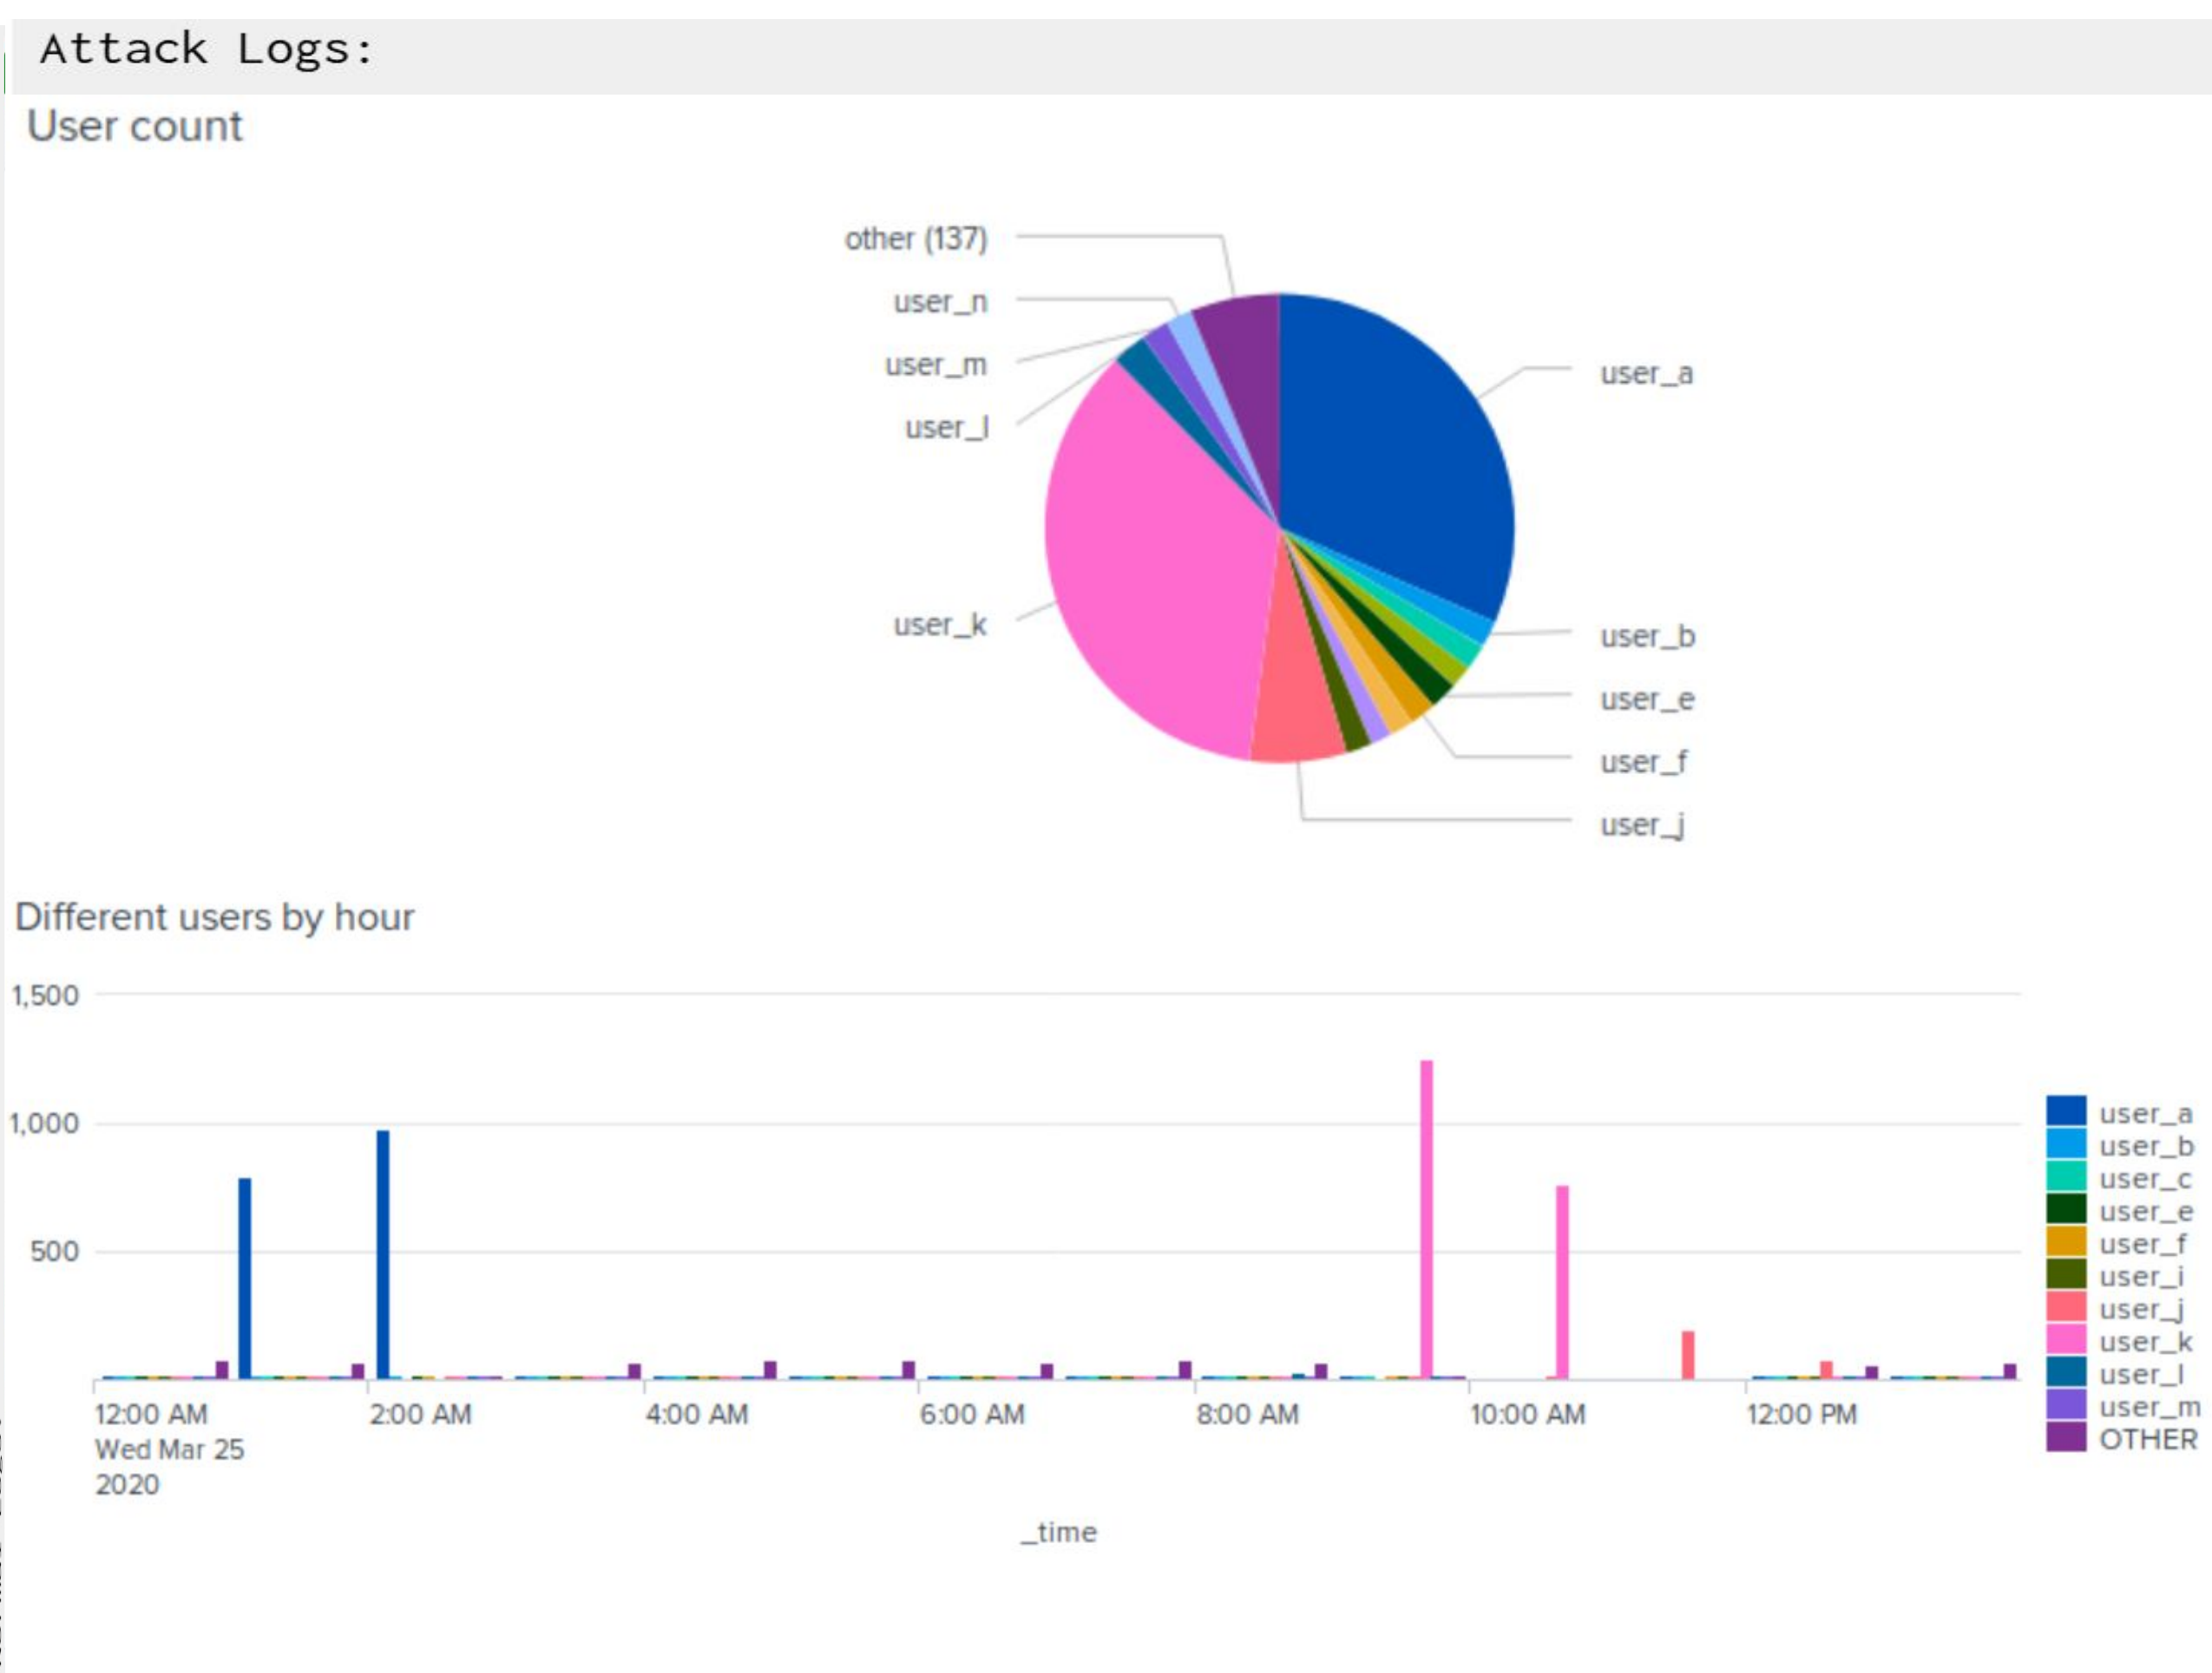 Attack Logs:
User count
other (137)
user_n
user_m
user_l
user_k
user_a
user_b
user_e
user_f
user_j
Different users by hour
1,500
1,000
500
12:00 AM
Wed Mar 25
2020
2:00 AM
4:00 AM
6:00 AM
8:00 AM
10:00 AM
12:00 PM
_time
user_a
user_b
user_c
user_e
user_f
user_i
user_j
user_k
user_l
user_m
OTHER